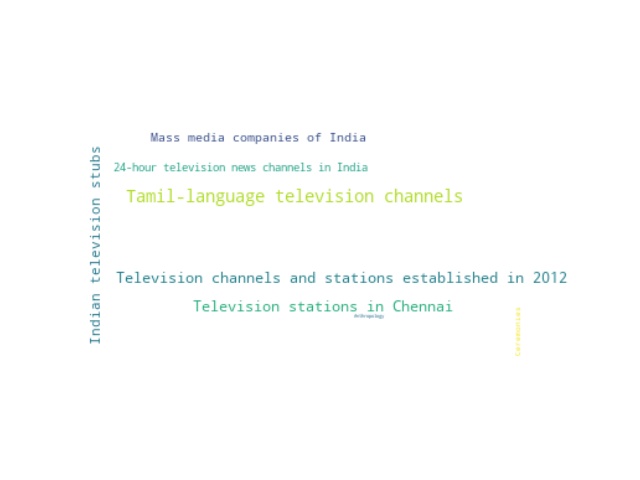 Mass media companies of India
24-hour television news channels in India
Tamil-language television channels
Indian television stubs
Television channels and stations established in 2012
Television stations in Chennai
Anthropology
Ceremonies